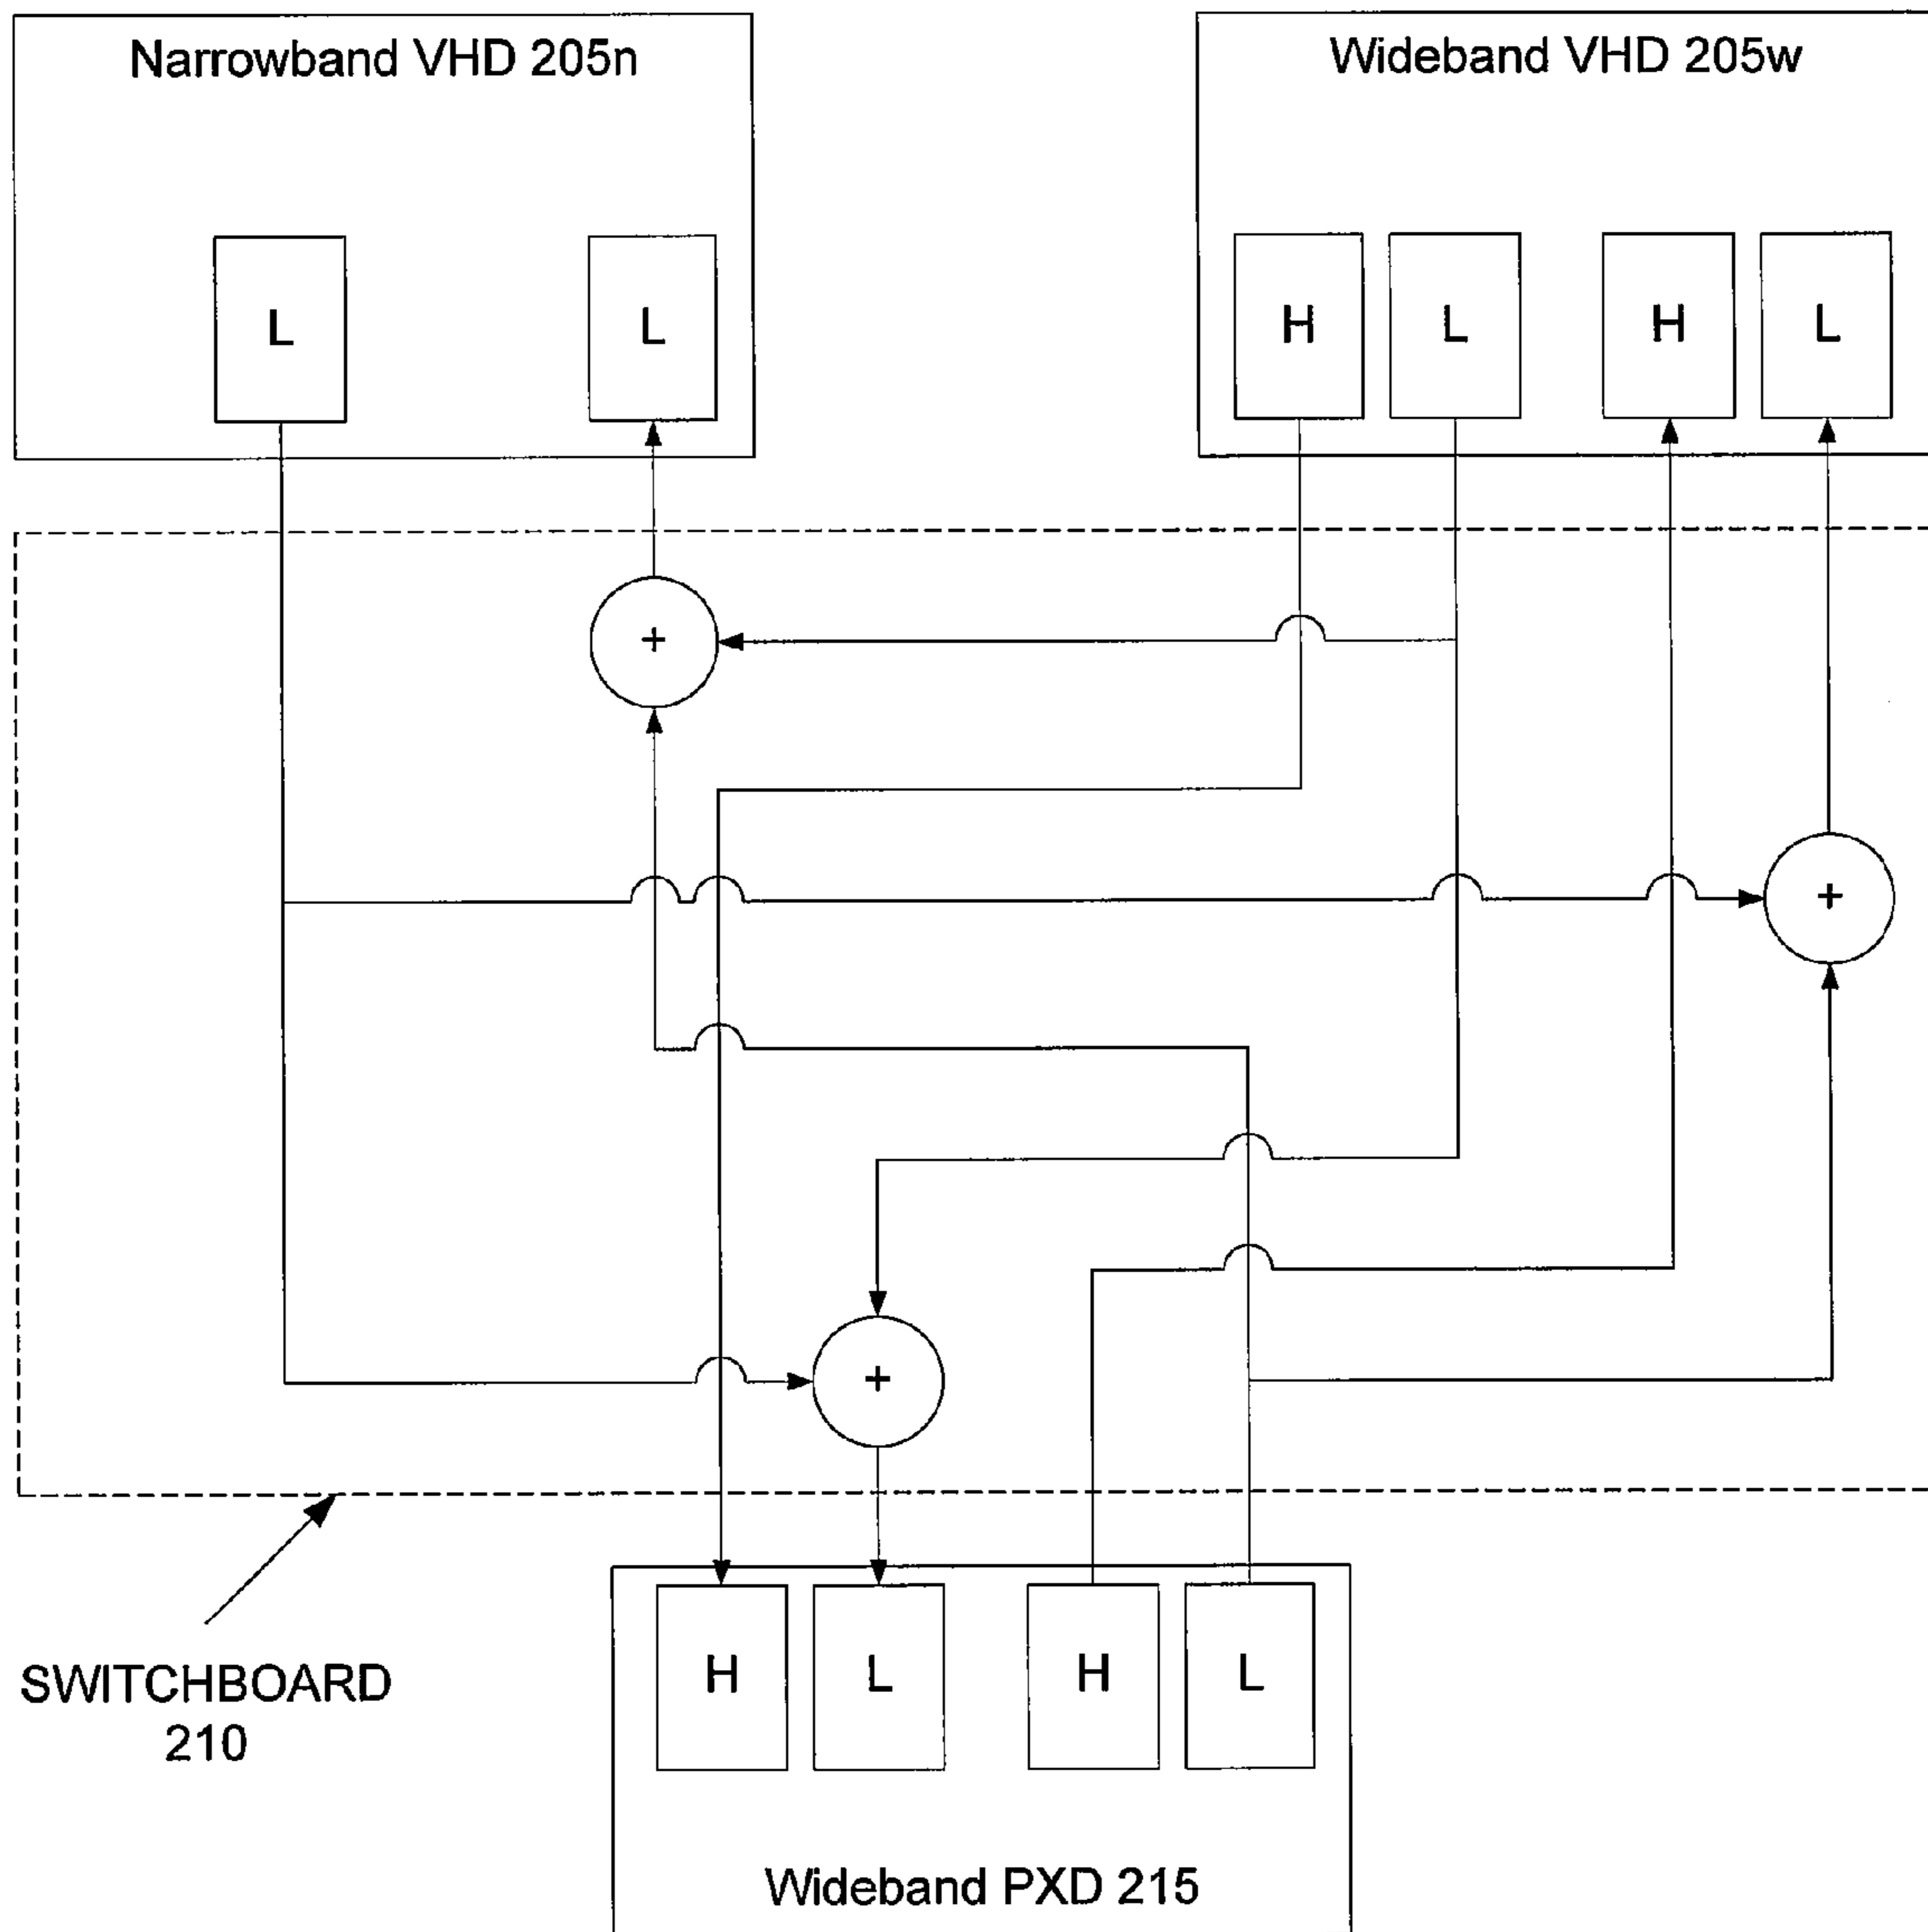 Narrowband VHD 205n
Wideband VHD 205w
L
L
H
L
H
L
+
+
+
H
L
H
L
SWITCHBOARD
210
Wideband PXD 215